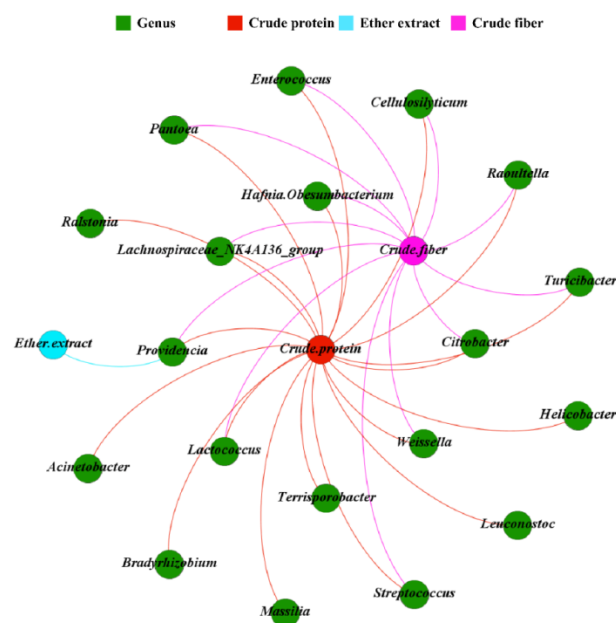 Genus Crude protein Ether extract Crude fiber
Enterococcus
Cellulosilyticum
Pantoea
Raoultella
Hafnia.Obesumbacterium
Ralstonia
Lachnospiraceae_NK4A136_group
Crude.fiber
Turicibacter
Ether.extract
Providencia
Crude.protein
Citrobacter
Helicobacter
Weissella
Lactococcus
Acinetobacter
Terrisporobacter
Leuconostoc
Bradyrhizobium
Streptococcus
Massilia